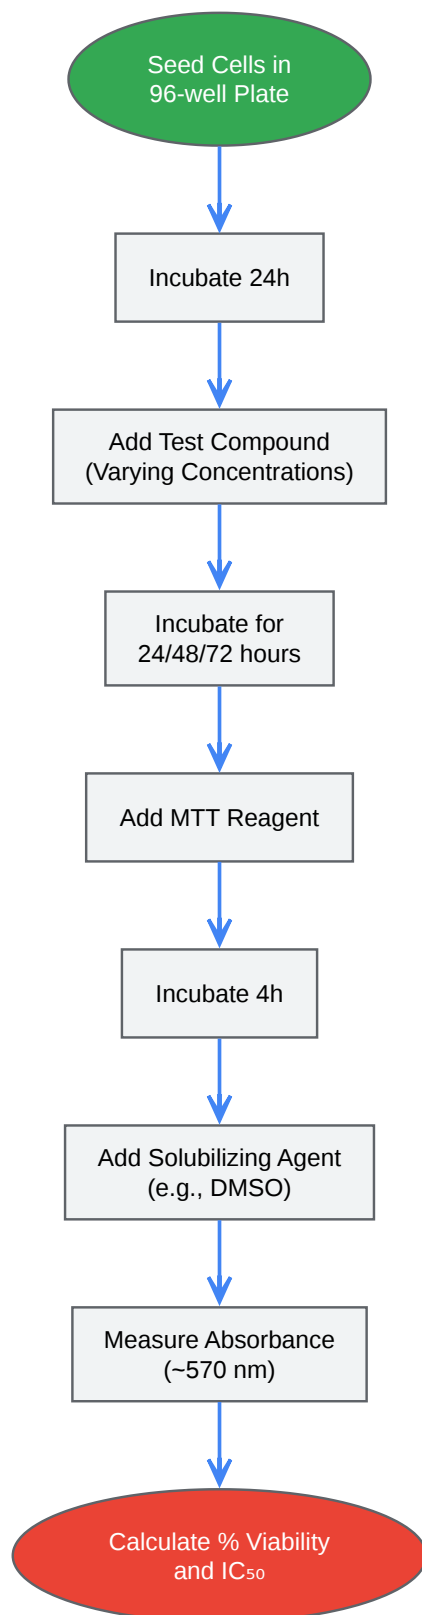 Seed Cells in
96-well Plate
Incubate 24h
Add Test Compound
(Varying Concentrations)
Incubate for
24/48/72 hours
Add MTT Reagent
Incubate 4h
Add Solubilizing Agent
(e.g., DMSO)
Measure Absorbance
(~570 nm)
Calculate % Viability
and IC₅₀